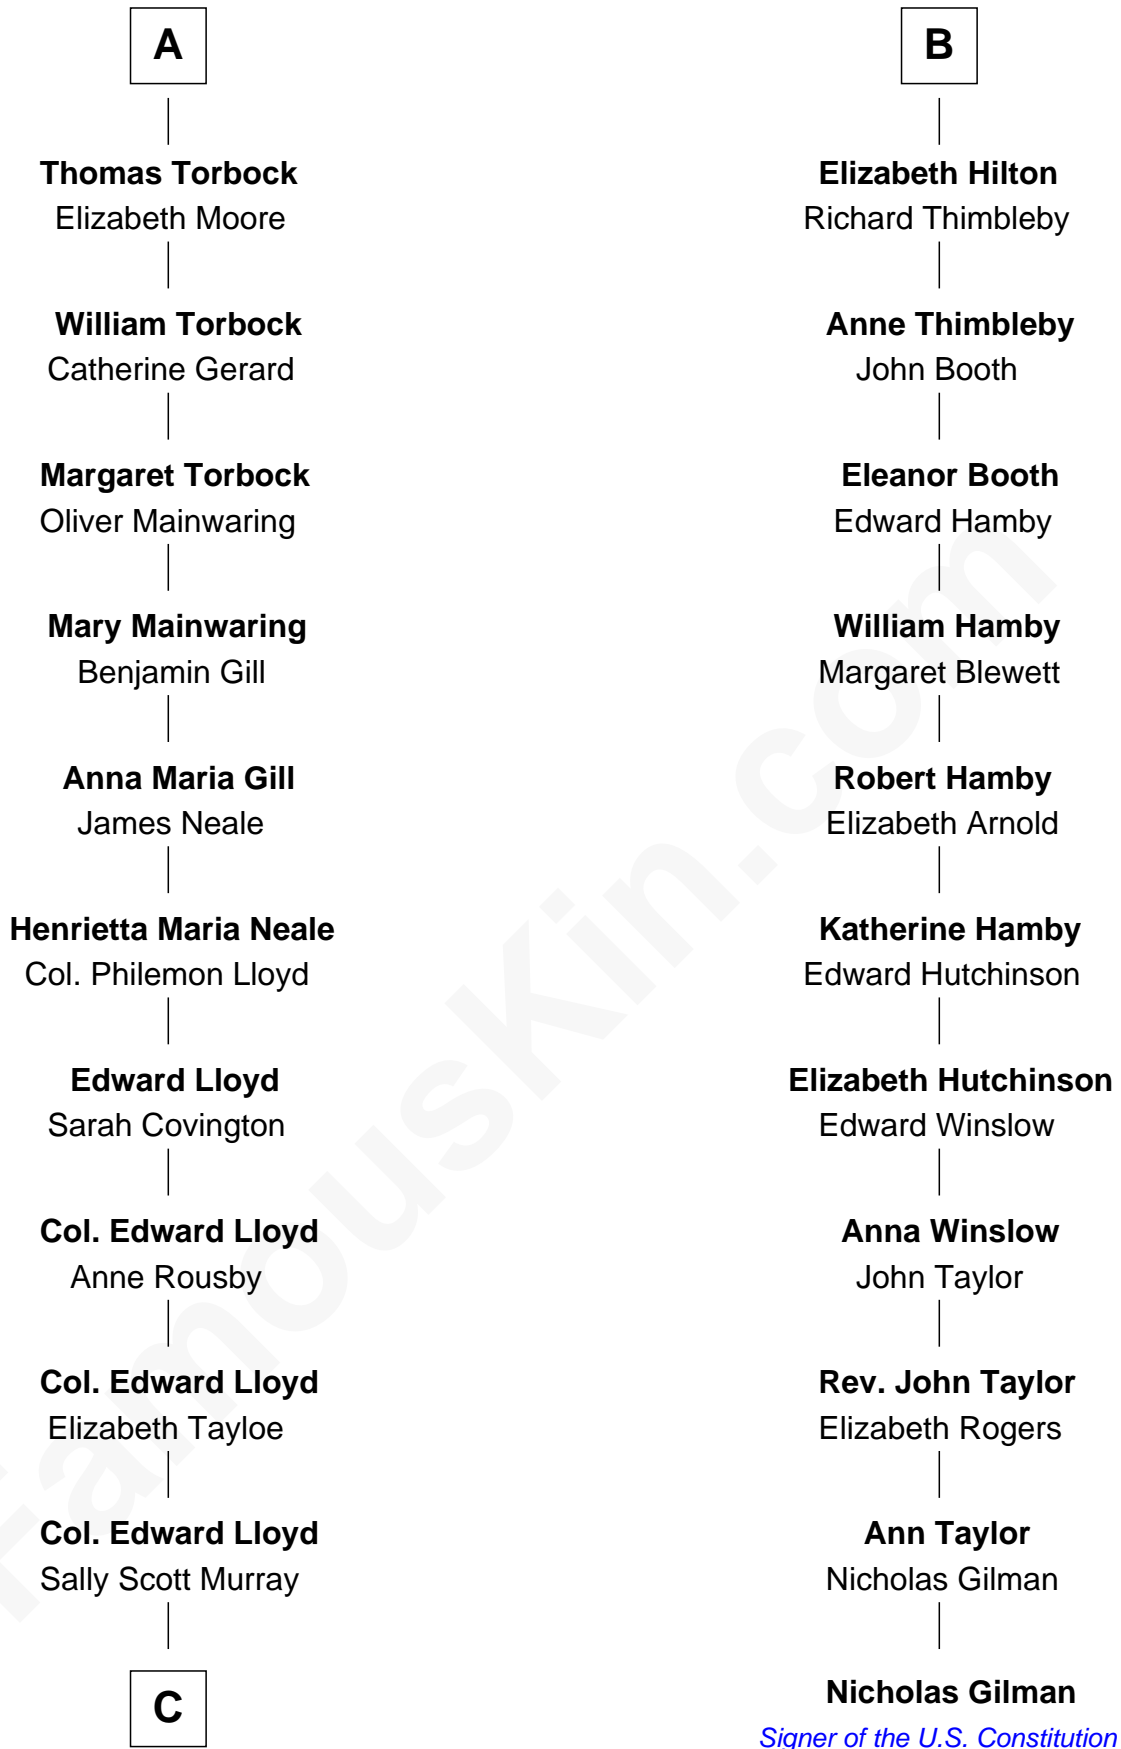 A
Thomas Torbock
Elizabeth Moore
William Torbock
Catherine Gerard
Margaret Torbock
Oliver Mainwaring
Mary Mainwaring
Benjamin Gill
Anna Maria Gill
James Neale
Henrietta Maria Neale
Col. Philemon Lloyd
Edward Lloyd
Sarah Covington
Col. Edward Lloyd
Anne Rousby
Col. Edward Lloyd
Elizabeth Tayloe
Col. Edward Lloyd
Sally Scott Murray
C
B
Elizabeth Hilton
Richard Thimbleby
Anne Thimbleby
John Booth
Eleanor Booth
Edward Hamby
William Hamby
Margaret Blewett
Robert Hamby
Elizabeth Arnold
Katherine Hamby
Edward Hutchinson
Elizabeth Hutchinson
Edward Winslow
Anna Winslow
John Taylor
Rev. John Taylor
Elizabeth Rogers
Ann Taylor
Nicholas Gilman
Nicholas Gilman
Signer of the U.S. Constitution
FamousKin.com